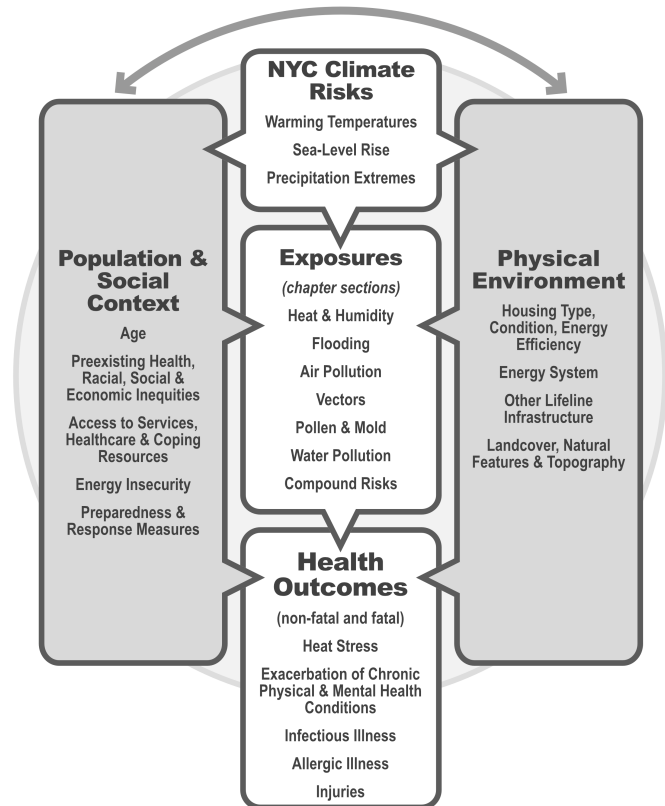 NYC Climate
Risks
Warming Temperatures
Sea-Level Rise
Precipitation Extremes
Population &
Social
Context
Age
Preexisting Health,
Racial, Social &
Economic Inequities
Access to Services,
Healthcare & Coping
Resources
Energy Insecurity
Preparedness &
Response Measures
Exposures
(chapter sections)
Heat & Humidity
Flooding
Air Pollution
Vectors
Pollen & Mold
Water Pollution
Compound Risks
Physical
Environment
Housing Type,
Condition, Energy
Efficiency
Energy System
Other Lifeline
Infrastructure
Landcover, Natural
Features & Topography
Health
Outcomes
(non-fatal and fatal)
Heat Stress
Exacerbation of Chronic
Physical & Mental Health
Conditions
Infectious Illness
Allergic Illness
Injuries